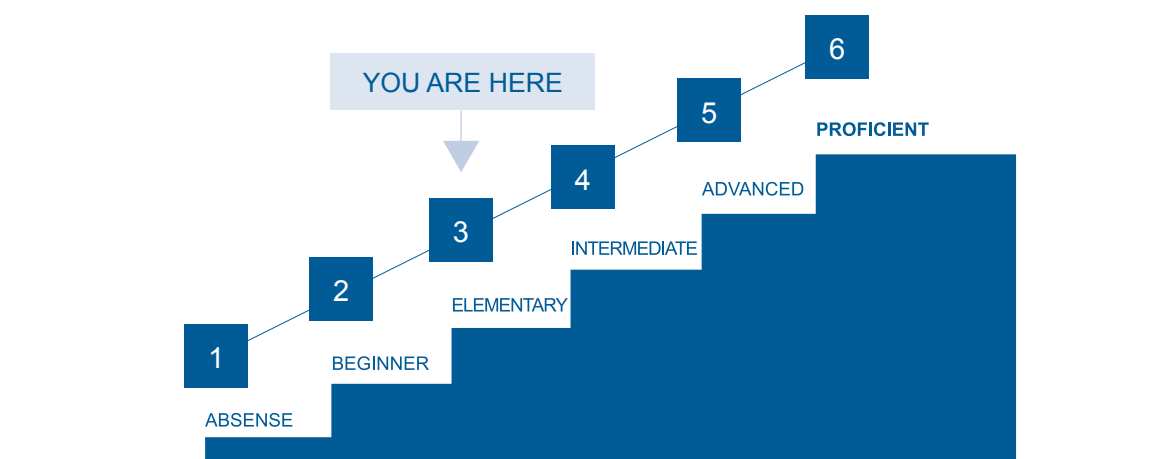 YOU ARE HERE
1
2
3
4
5
6
ABSENSE
BEGINNER
ELEMENTARY
INTERMEDIATE
ADVANCED
PROFICIENT